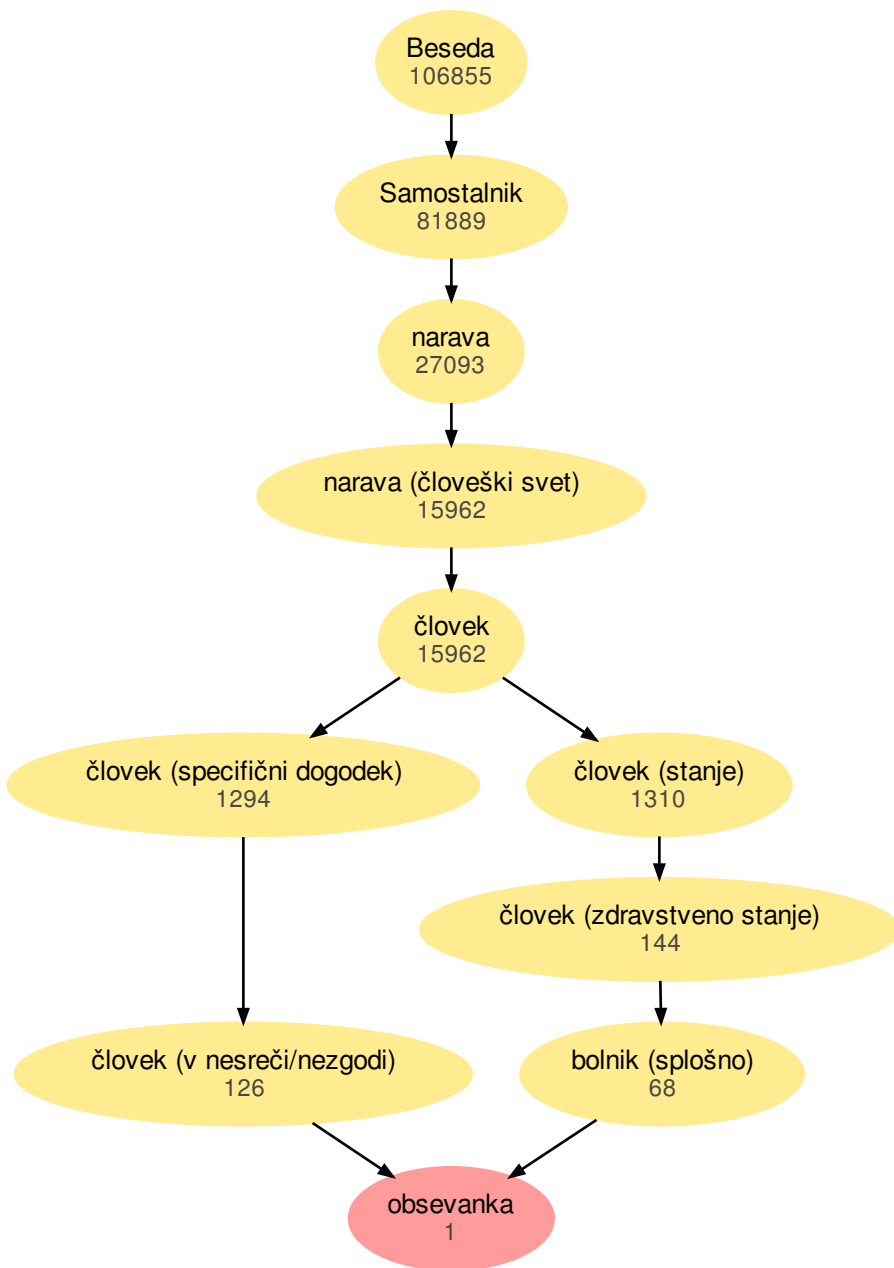 Beseda
106855
Samostalnik
81889
narava
27093
narava (človeški svet)
15962
človek
15962
človek (specifični dogodek)
1294
človek (stanje)
1310
človek (zdravstveno stanje)
144
človek (v nesreči/nezgodi)
126
bolnik (splošno)
68
obsevanka
1